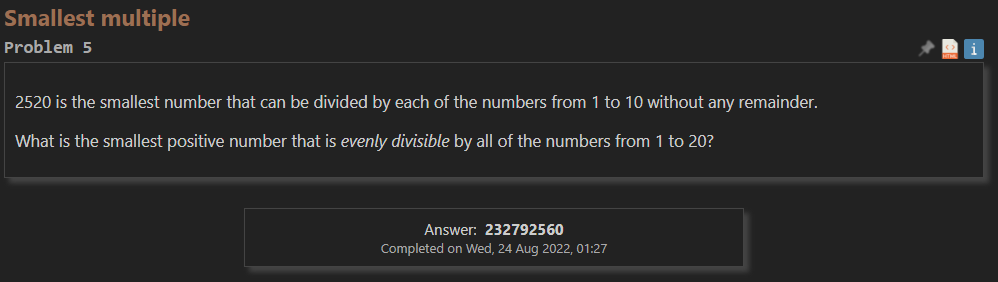 Smallest multiple
Problem 5
HTML
i
2520 is the smallest number that can be divided by each of the numbers from 1 to 10 without any remainder.
What is the smallest positive number that is evenly divisible by all of the numbers from 1 to 20?
Answer: 232792560
Completed on Wed, 24 Aug 2022, 01:27